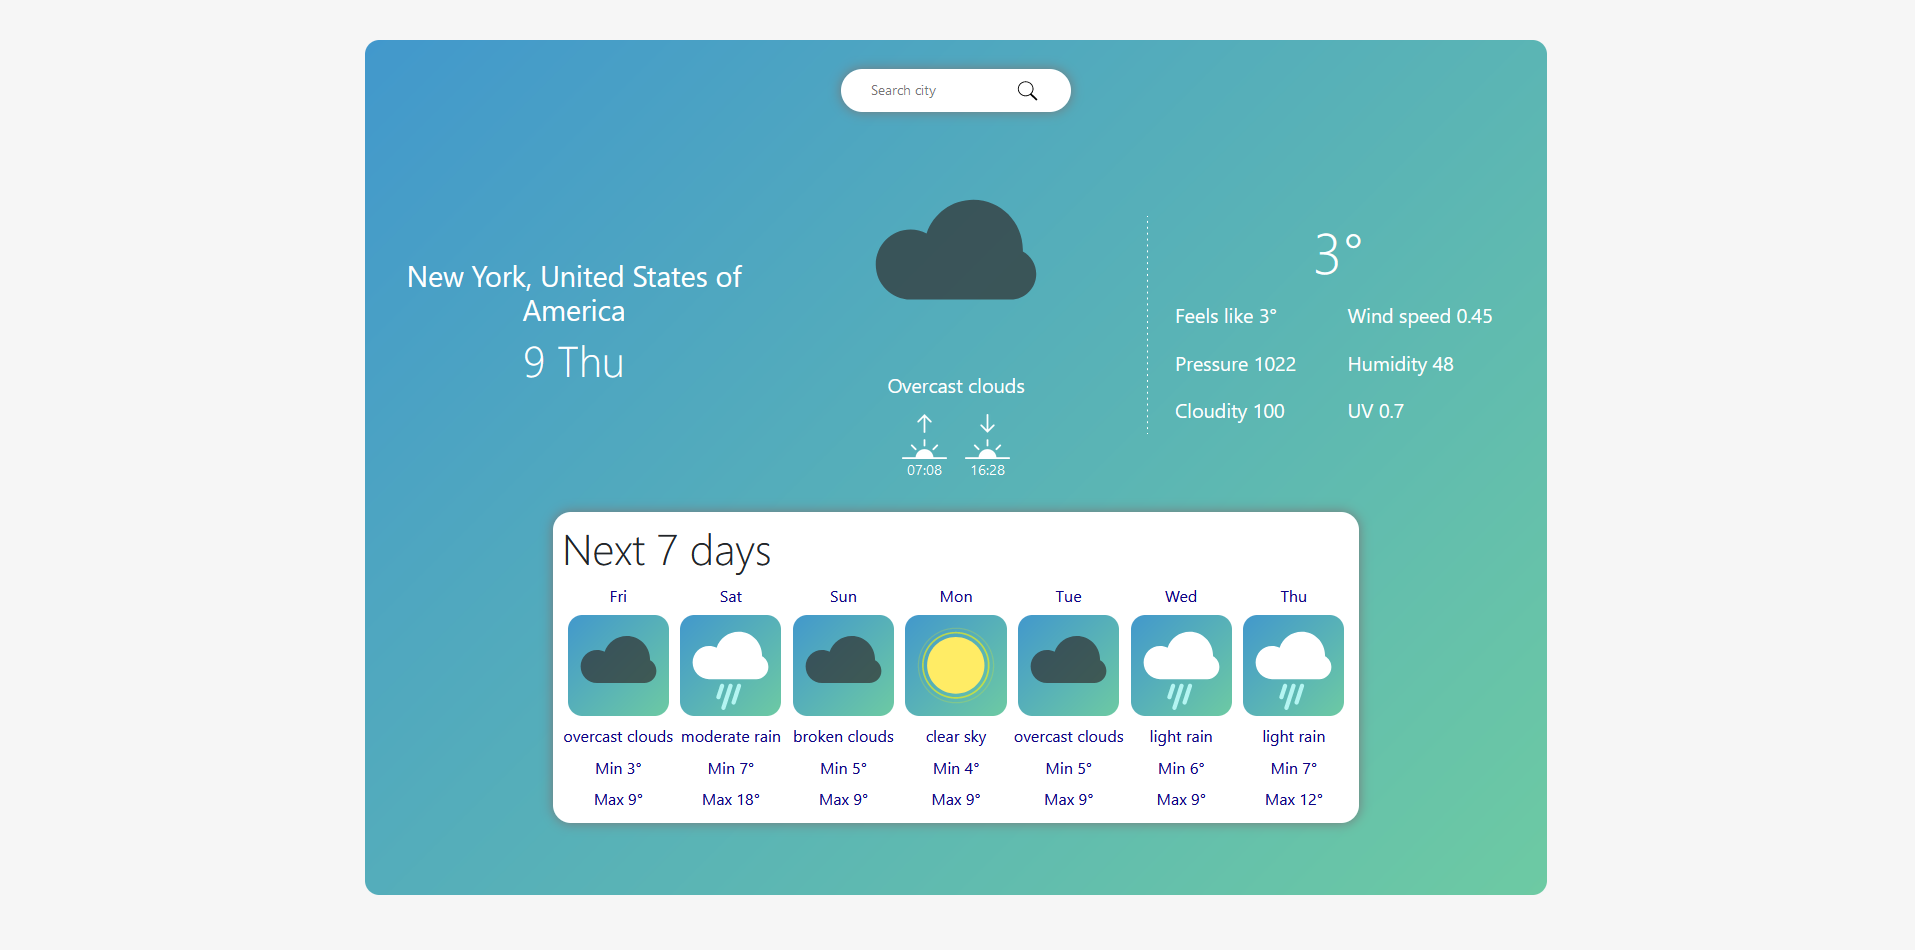 Search city
New York, United States of
America
9 Thu
Overcast clouds
07:08 16:28
3°
Feels like 3° Wind speed 0.45
Pressure 1022 Humidity 48
Cloudity 100 UV 0.7
Next 7 days
Fri Sat Sun Mon Tue Wed Thu
overcast clouds moderate rain broken clouds clear sky overcast clouds light rain light rain
Min 3° Min 7° Min 5° Min 4° Min 5° Min 6° Min 7°
Max 9° Max 18° Max 9° Max 9° Max 9° Max 9° Max 12°